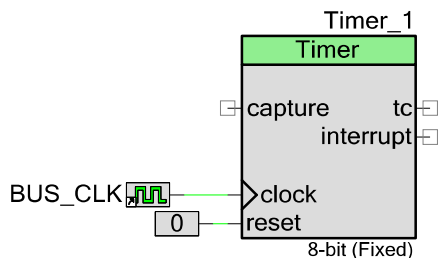 Timer_1
Timer
capture tc
interrupt
BUS_CLK clock
0 reset
8-bit (Fixed)